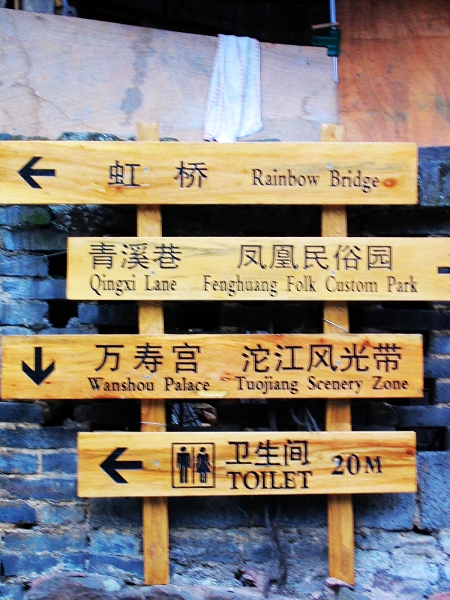 虹桥 Rainbow Bridge
青溪巷 凤凰民俗园
Qingxi Lane Fenghuang Folk Custom Park
万寿宫 沱江风光带
Wanshou Palace Tuojiang Scenery Zone
卫生间 20M
TOILET